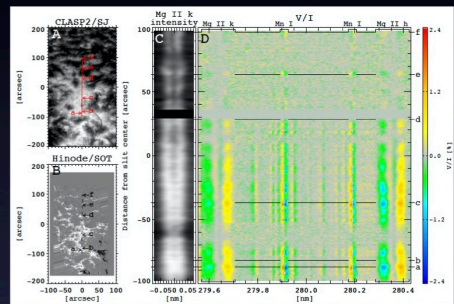 CLASP2/SJ
A
200
100
0
-100
-200
[arcsec]
Hinode/SOT
B
200
100
0
-100
-200
[arcsec]
-100 -50 0 50 100
[arcsec]
f
e
d
c
b
a
Mg II k
intensity
C
Distance from slit center [arcsec]
100
50
0
-50
-100
-0.05 0 0.05
[nm]
V/I
Mg II k
Mn I
Mn I
Mg II h
D
f
e
d
c
b
a
279.6 279.8 280.0 280.2 280.4
[nm]
2.4
1.2
0.0
-1.2
-2.4
V/I [%]